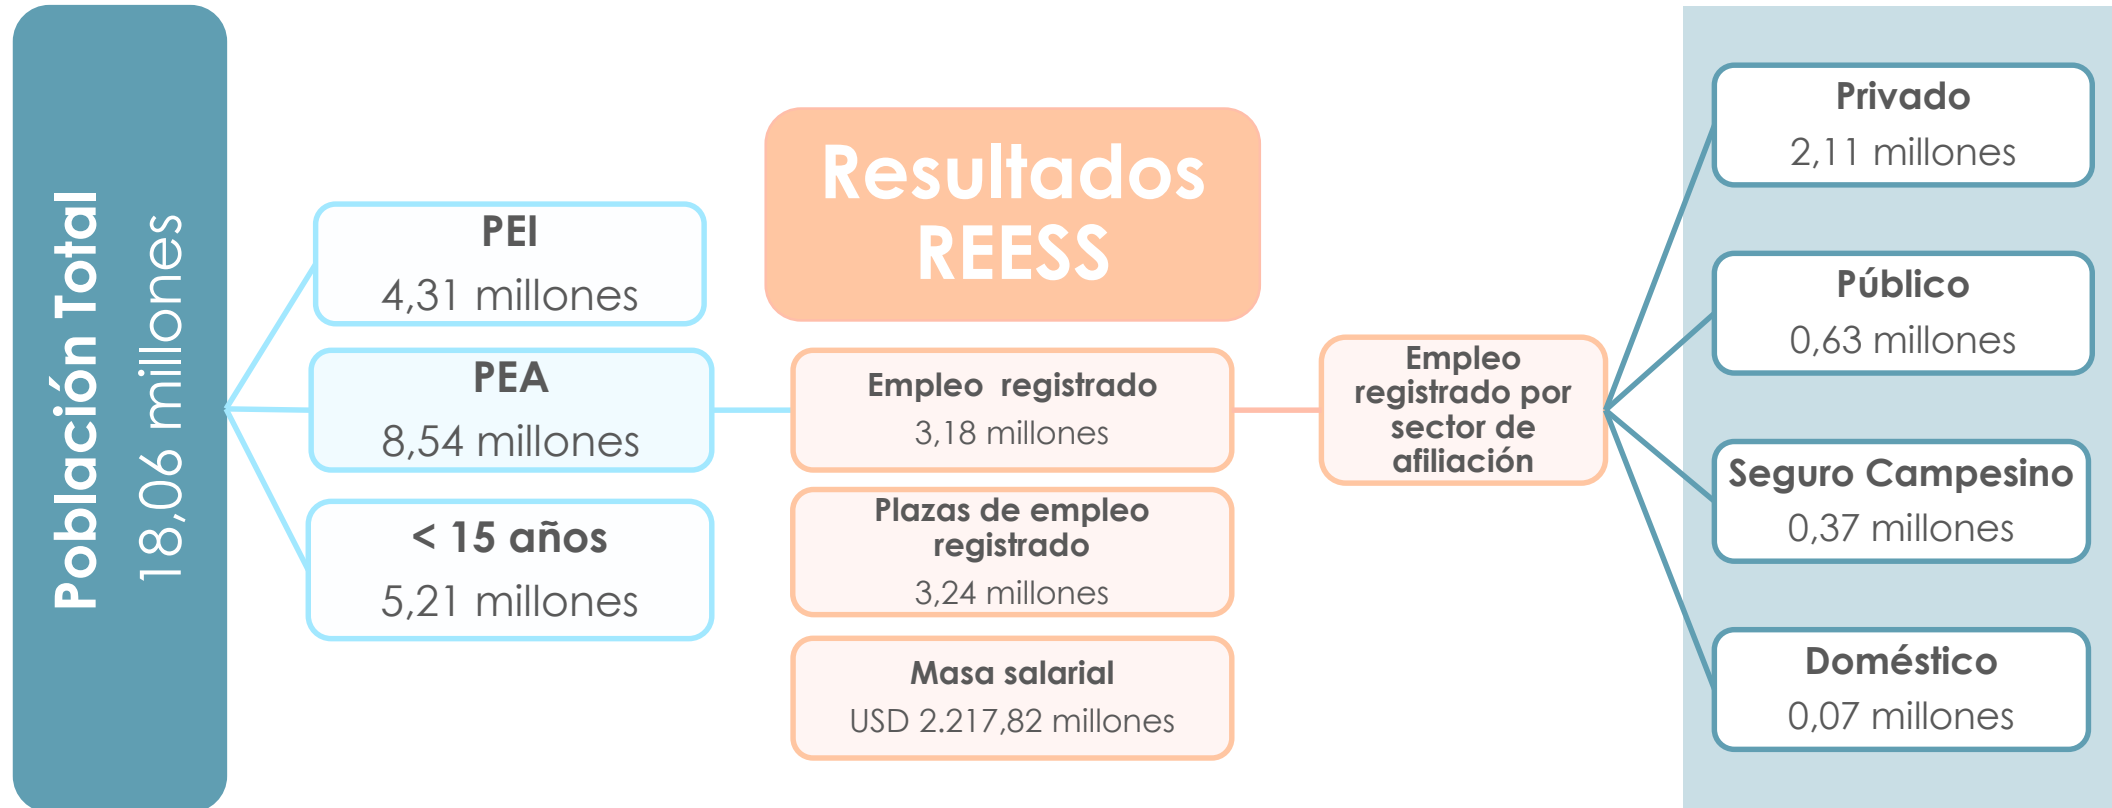 Población Total
18,06 millones
PEI
4,31 millones
PEA
8,54 millones
< 15 años
5,21 millones
Resultados
REESS
Empleo registrado
3,18 millones
Plazas de empleo
registrado
3,24 millones
Masa salarial
USD 2.217,82 millones
Empleo
registrado por
sector de
afiliación
Privado
2,11 millones
Público
0,63 millones
Seguro Campesino
0,37 millones
Doméstico
0,07 millones